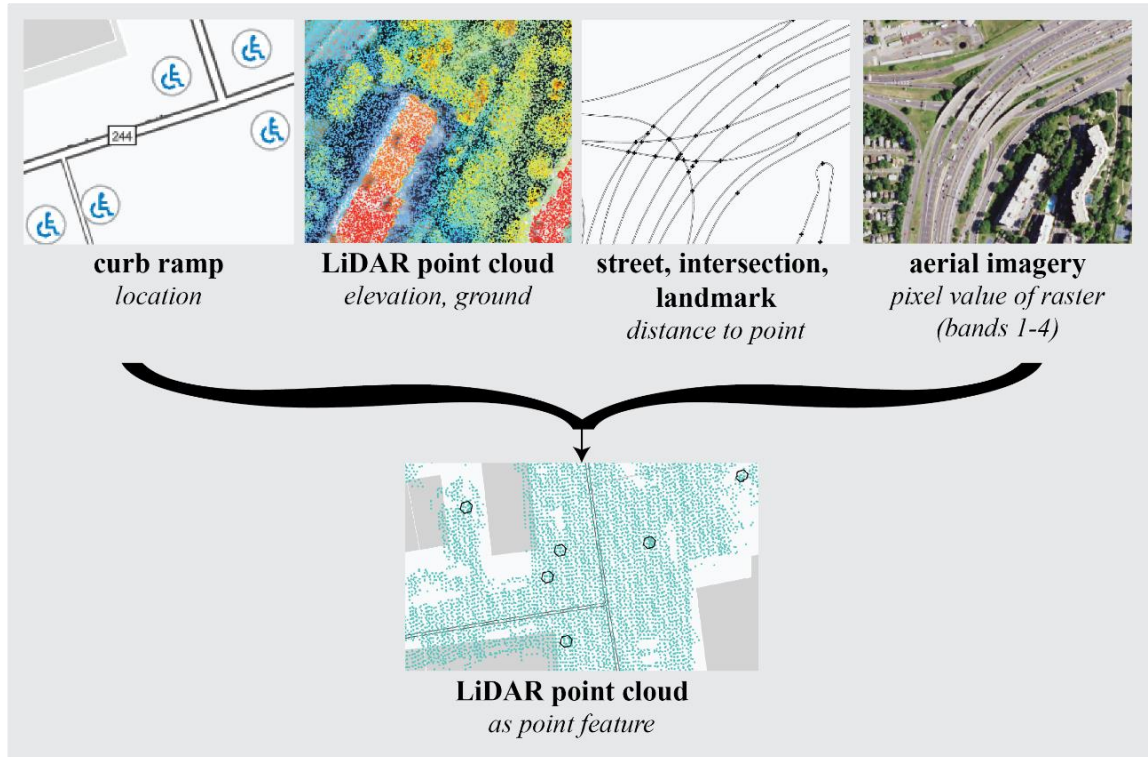 244
curb ramp
location
LiDAR point cloud
elevation, ground
street, intersection,
landmark
distance to point
aerial imagery
pixel value of raster
(bands 1-4)
LiDAR point cloud
as point feature